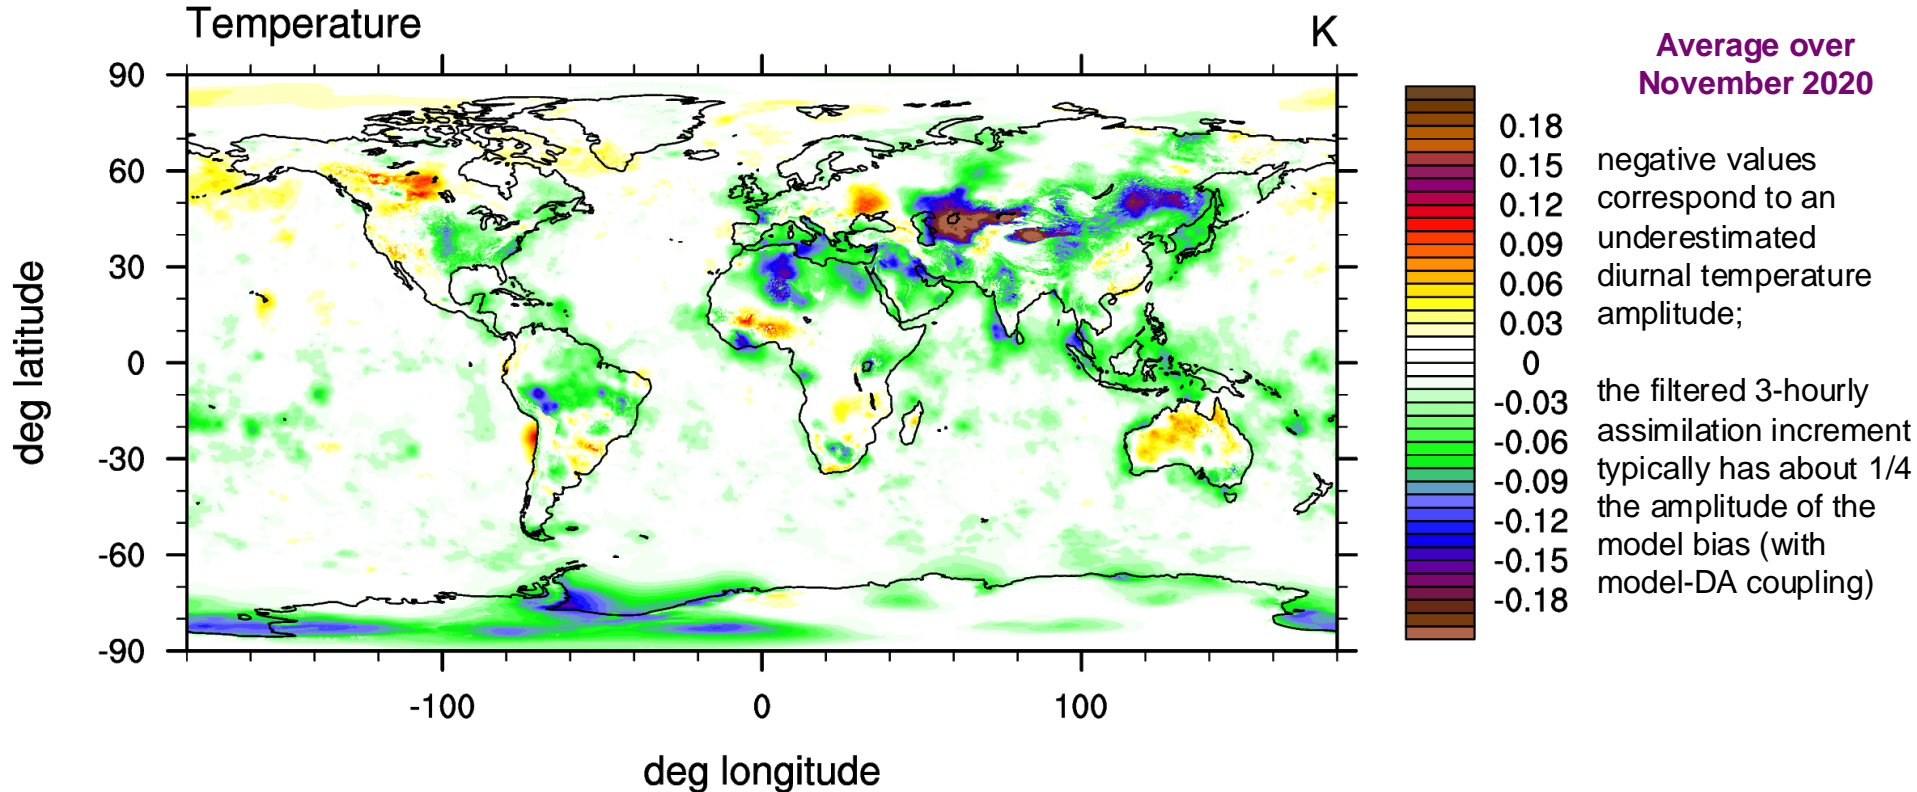 Temperature
K
Average over
November 2020
90
60
30
0
-30
-60
-90
deg latitude
-100
0
100
deg longitude
0.18
0.15
0.12
0.09
0.06
0.03
0
-0.03
-0.06
-0.09
-0.12
-0.15
-0.18
negative values
correspond to an
underestimated
diurnal temperature
amplitude;
the filtered 3-hourly
assimilation increment
typically has about 1/4
the amplitude of the
model bias (with
model-DA coupling)